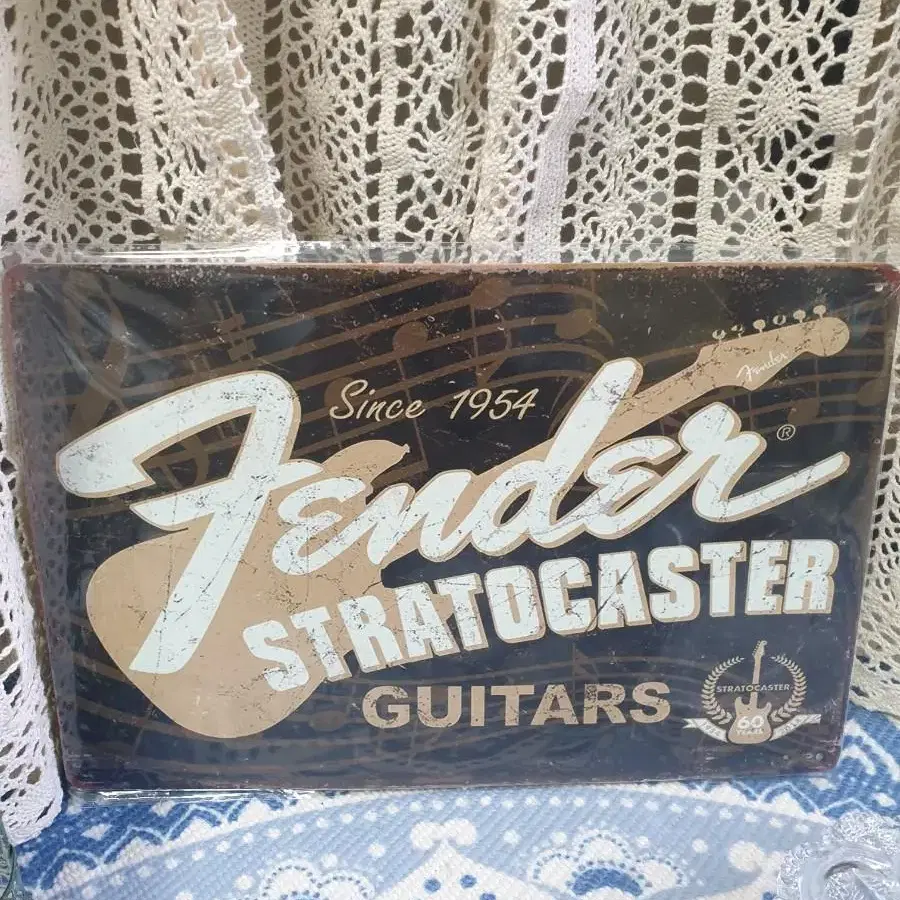 Since 1954
Fender
Fender®
STRATOCASTER
GUITARS
STRATOCASTER
60
YEARS